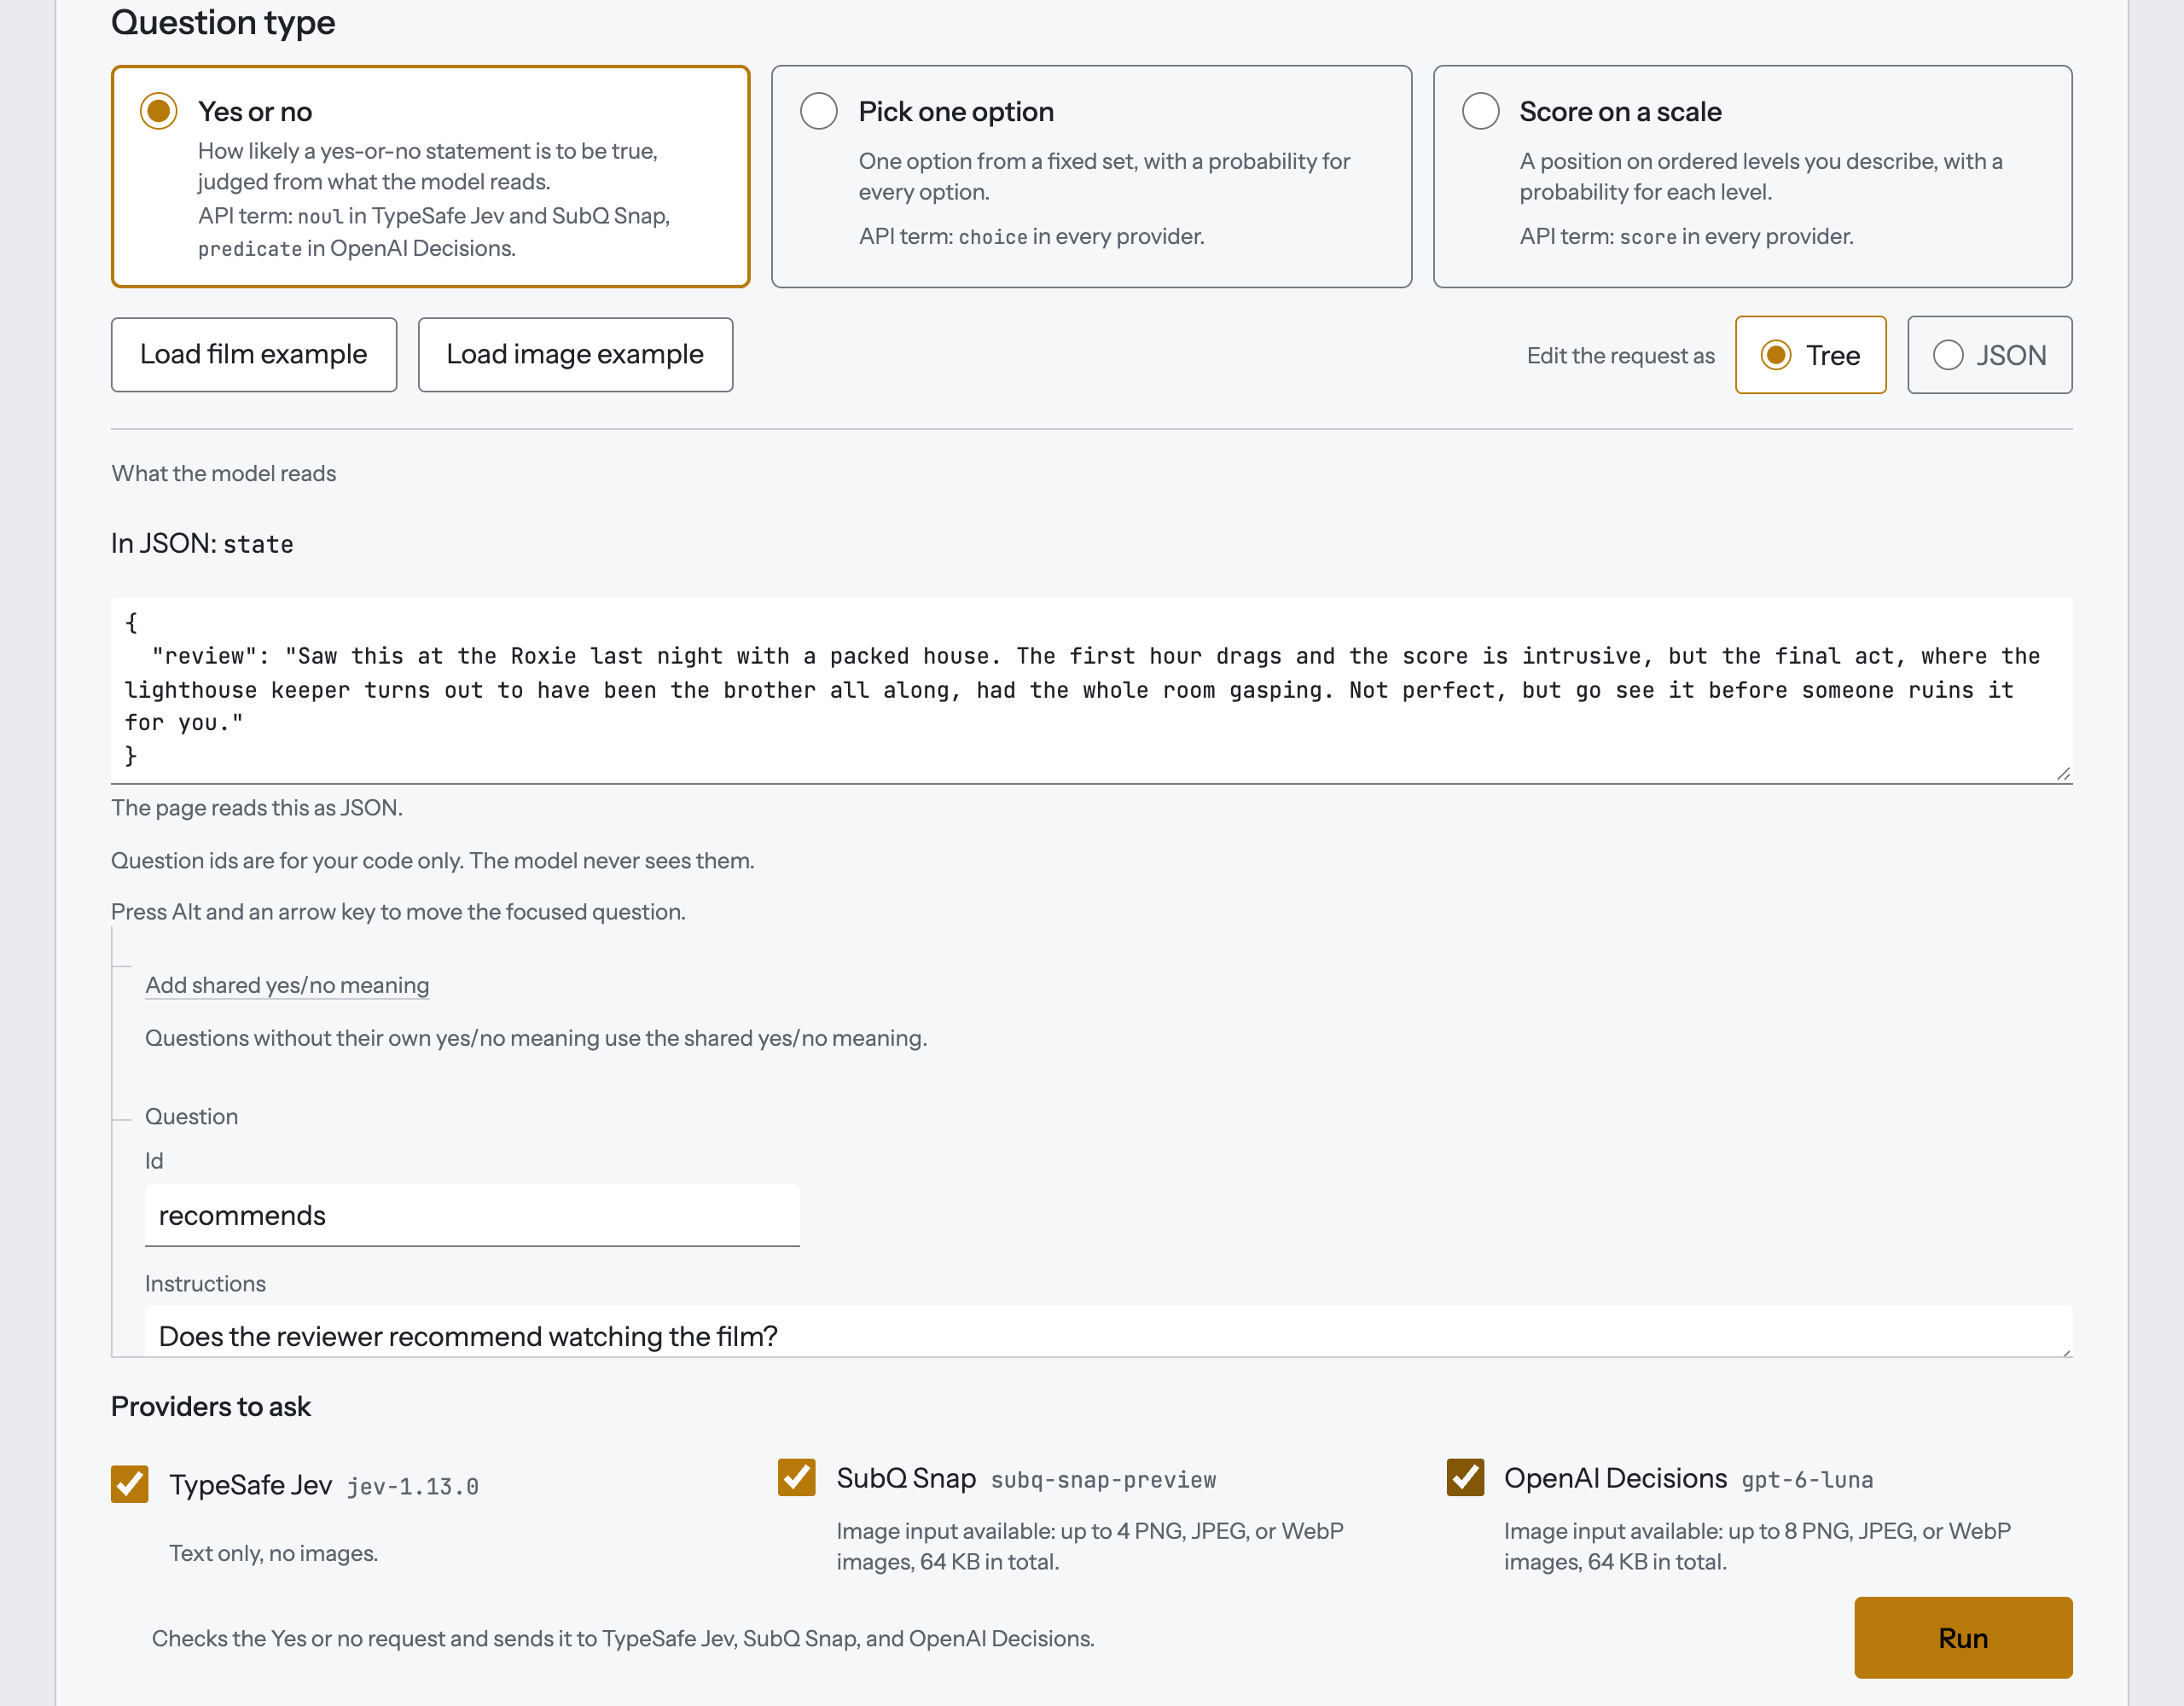 Question type
Yes or no
How likely a yes-or-no statement is to be true,
judged from what the model reads.
API term: noul in TypeSafe Jev and SubQ Snap,
predicate in OpenAI Decisions.
Pick one option
One option from a fixed set, with a probability for
every option.
API term: choice in every provider.
Score on a scale
A position on ordered levels you describe, with a
probability for each level.
API term: score in every provider.
Load film example
Load image example
Edit the request as
Tree
JSON
What the model reads
In JSON: state
{
"review": "Saw this at the Roxie last night with a packed house. The first hour drags and the score is intrusive, but the final act, where the
lighthouse keeper turns out to have been the brother all along, had the whole room gasping. Not perfect, but go see it before someone ruins it
for you."
}
The page reads this as JSON.
Question ids are for your code only. The model never sees them.
Press Alt and an arrow key to move the focused question.
Add shared yes/no meaning
Questions without their own yes/no meaning use the shared yes/no meaning.
Question
Id
recommends
Instructions
Does the reviewer recommend watching the film?
Providers to ask
TypeSafe Jev jev-1.13.0
Text only, no images.
SubQ Snap subq-snap-preview
Image input available: up to 4 PNG, JPEG, or WebP
images, 64 KB in total.
OpenAI Decisions gpt-6-luna
Image input available: up to 8 PNG, JPEG, or WebP
images, 64 KB in total.
Checks the Yes or no request and sends it to TypeSafe Jev, SubQ Snap, and OpenAI Decisions.
Run